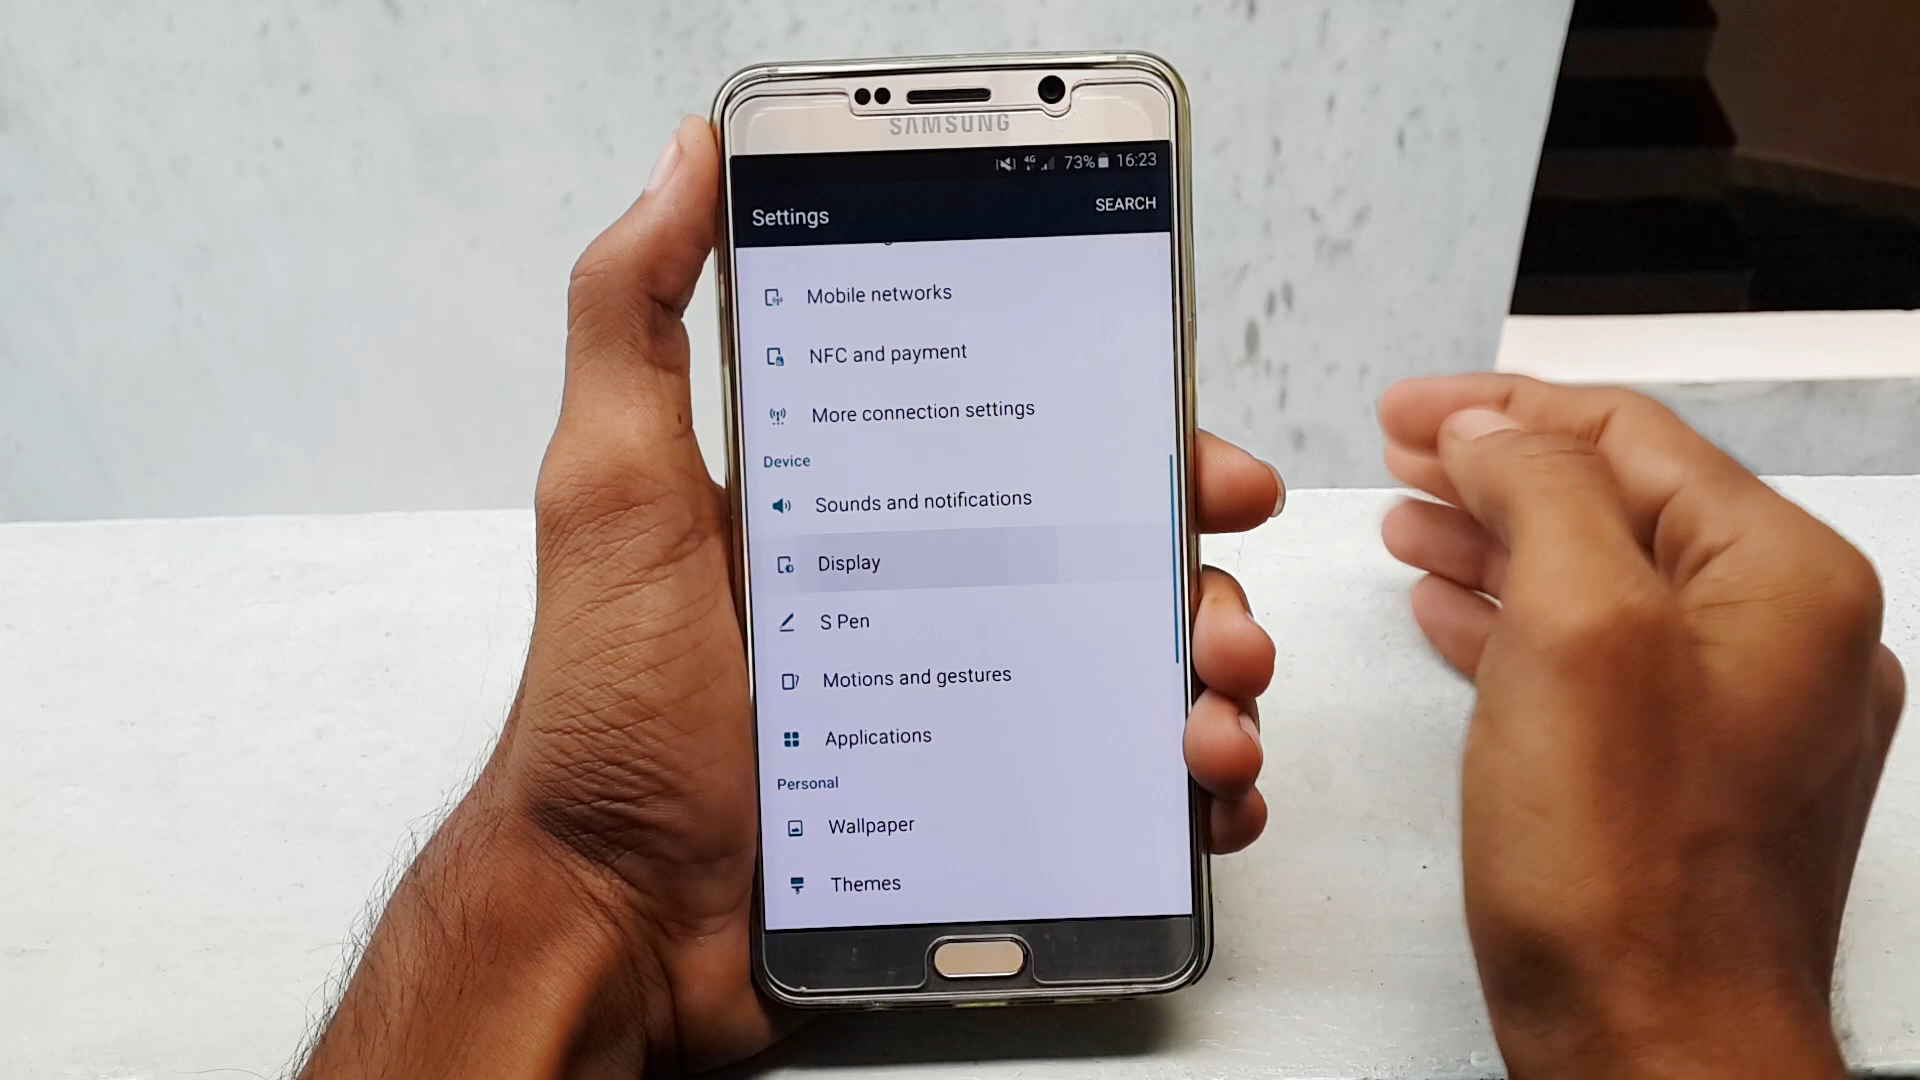 SAMSUNG
4G 73% 16:23
Settings
SEARCH
Mobile networks
NFC and payment
More connection settings
Device
Sounds and notifications
Display
S Pen
Motions and gestures
Applications
Personal
Wallpaper
Themes